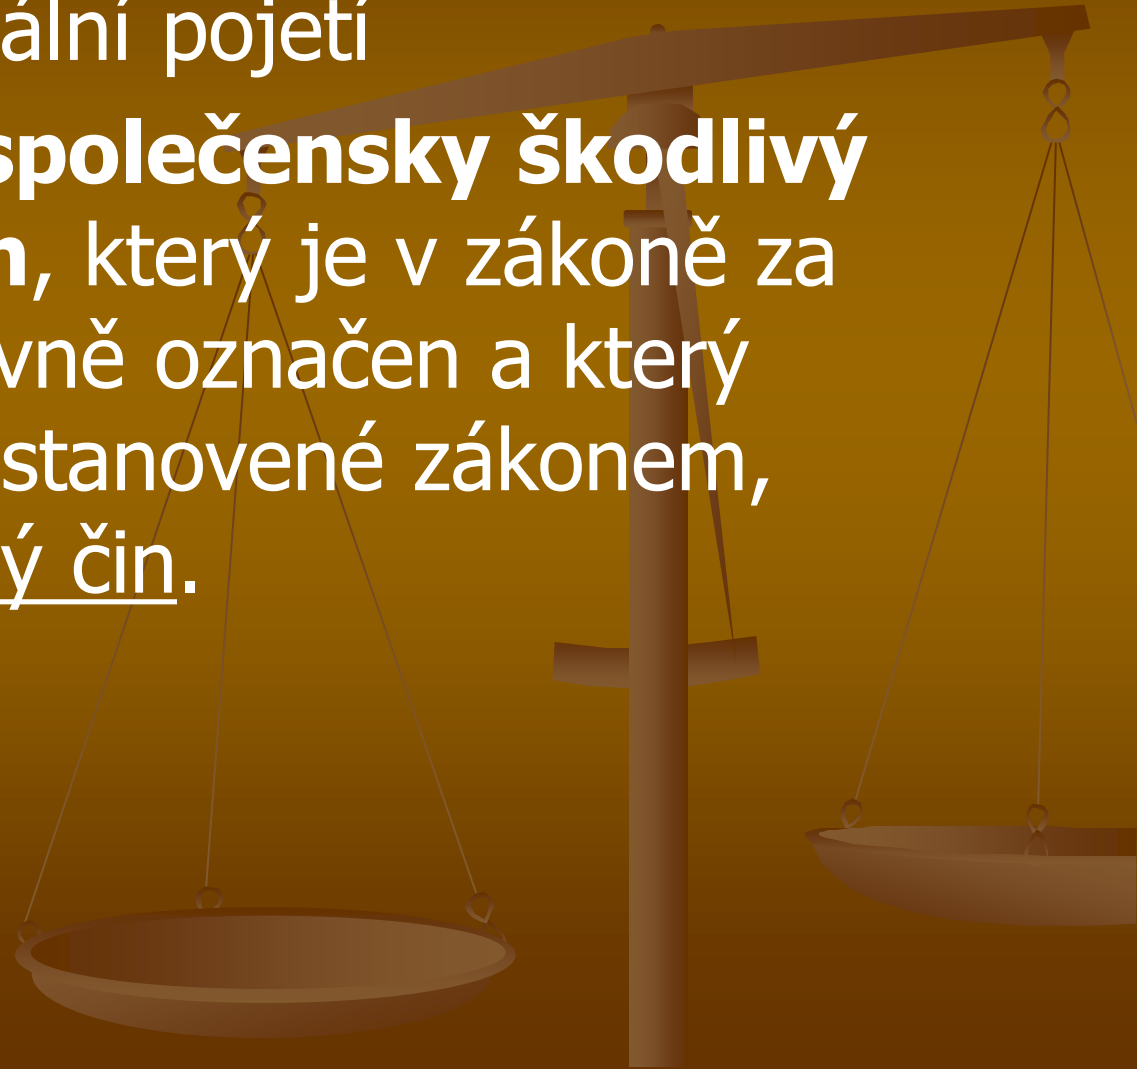 ální pojetí
společensky škodlivý
n, který je v zákoně za
vně označen a který
stanovené zákonem,
ý čin.